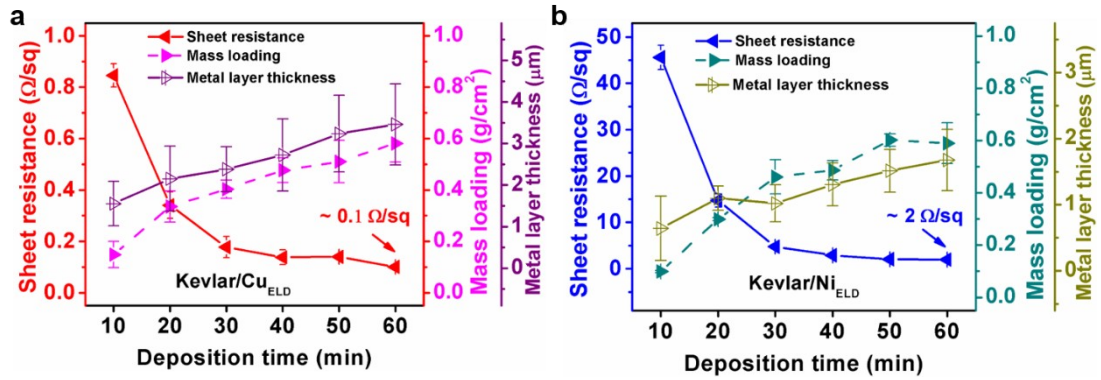 a
Sheet resistance (Ω/sq)
1.0
0.8
0.6
0.4
0.2
0.0
Sheet resistance
Mass loading
Metal layer thickness
~ 0.1 Ω/sq
Kevlar/CuELD
10 20 30 40 50 60
Deposition time (min)
1.0
0.8
0.6
0.4
0.2
0.0
Mass loading (g/cm²)
5
4
3
2
1
0
Metal layer thickness (μm)
b
Sheet resistance (Ω/sq)
50
40
30
20
10
0
Sheet resistance
Mass loading
Metal layer thickness
~ 2 Ω/sq
Kevlar/NiELD
10 20 30 40 50 60
Deposition time (min)
1.0
0.8
0.6
0.4
0.2
0.0
Mass loading (g/cm²)
3
2
1
0
Metal layer thickness (μm)